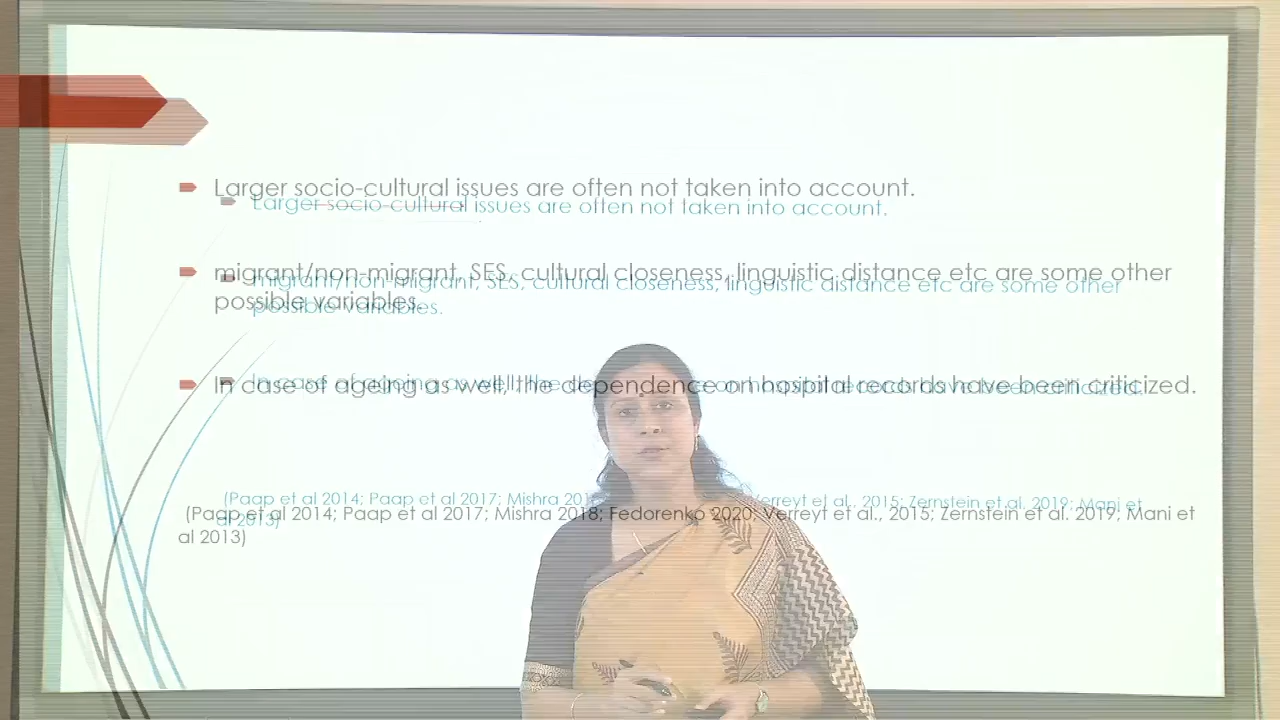 Larger socio-cultural issues are often not taken into account.
migrant/non-migrant, SES, cultural closeness, linguistic distance etc are some other
possible variables.
In case of ageing as well, the dependence on hospital records have been criticized.
(Paap et al 2014; Paap et al 2017; Mishra 2018; Fedorenko 2020; Verreyt et al., 2015; Zernstein et al. 2019; Mani et
al 2013)